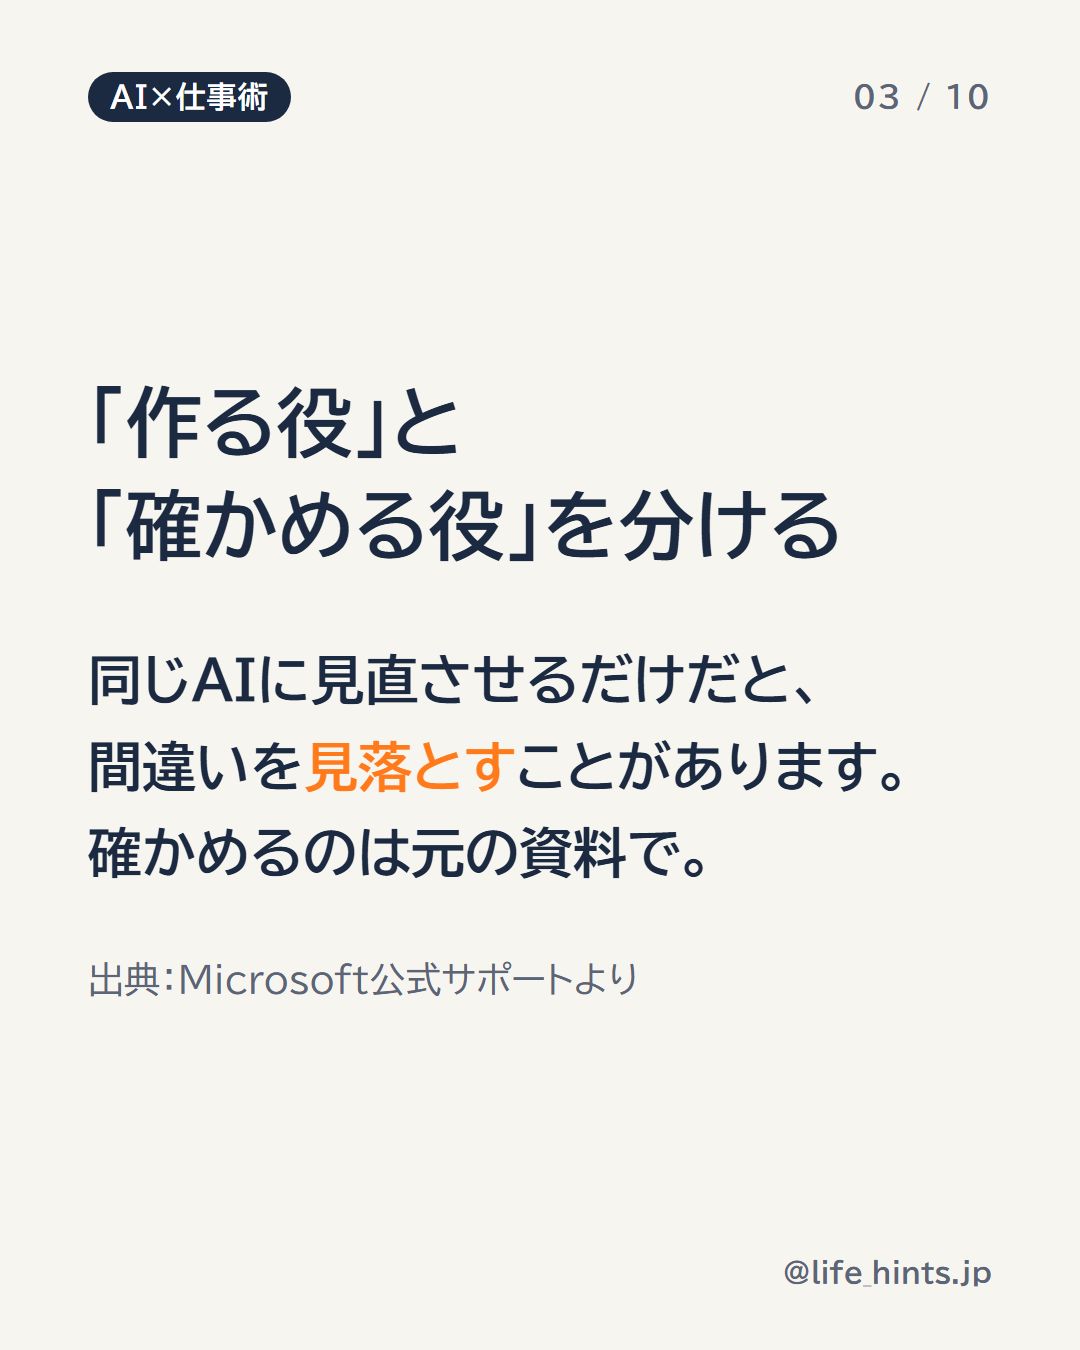 AI×仕事術
03 / 10
「作る役」と
「確かめる役」を分ける
同じAIに見直させるだけだと、
間違いを見落とすことがあります。
確かめるのは元の資料で。
出典：Microsoft公式サポートより
@life_hints.jp